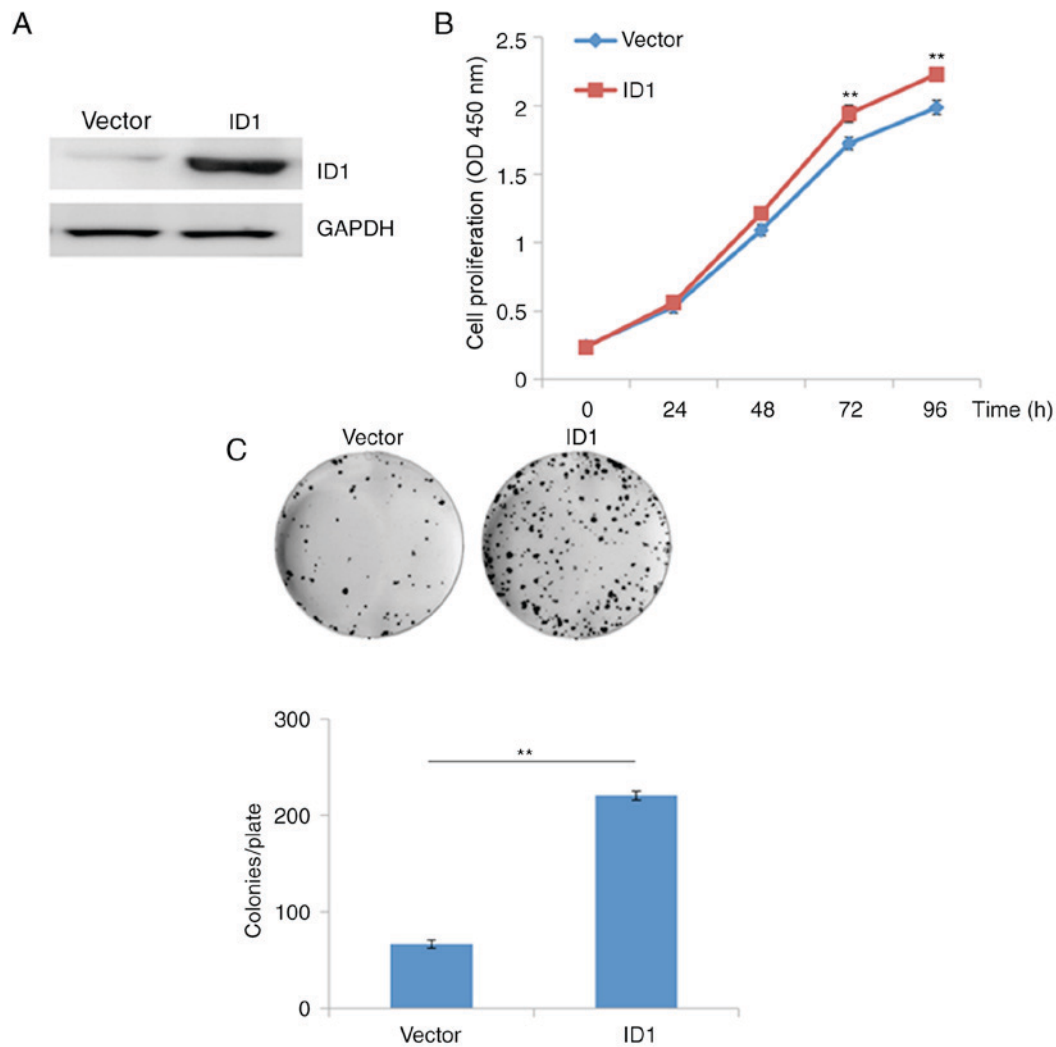 A
Vector ID1
ID1
GAPDH
B
Cell proliferation (OD 450 nm)
2.5
2
1.5
1
0.5
0
Vector
ID1
**
**
0 24 48 72 96 Time (h)
C
Vector ID1
Colonies/plate
300
200
100
0
**
Vector ID1